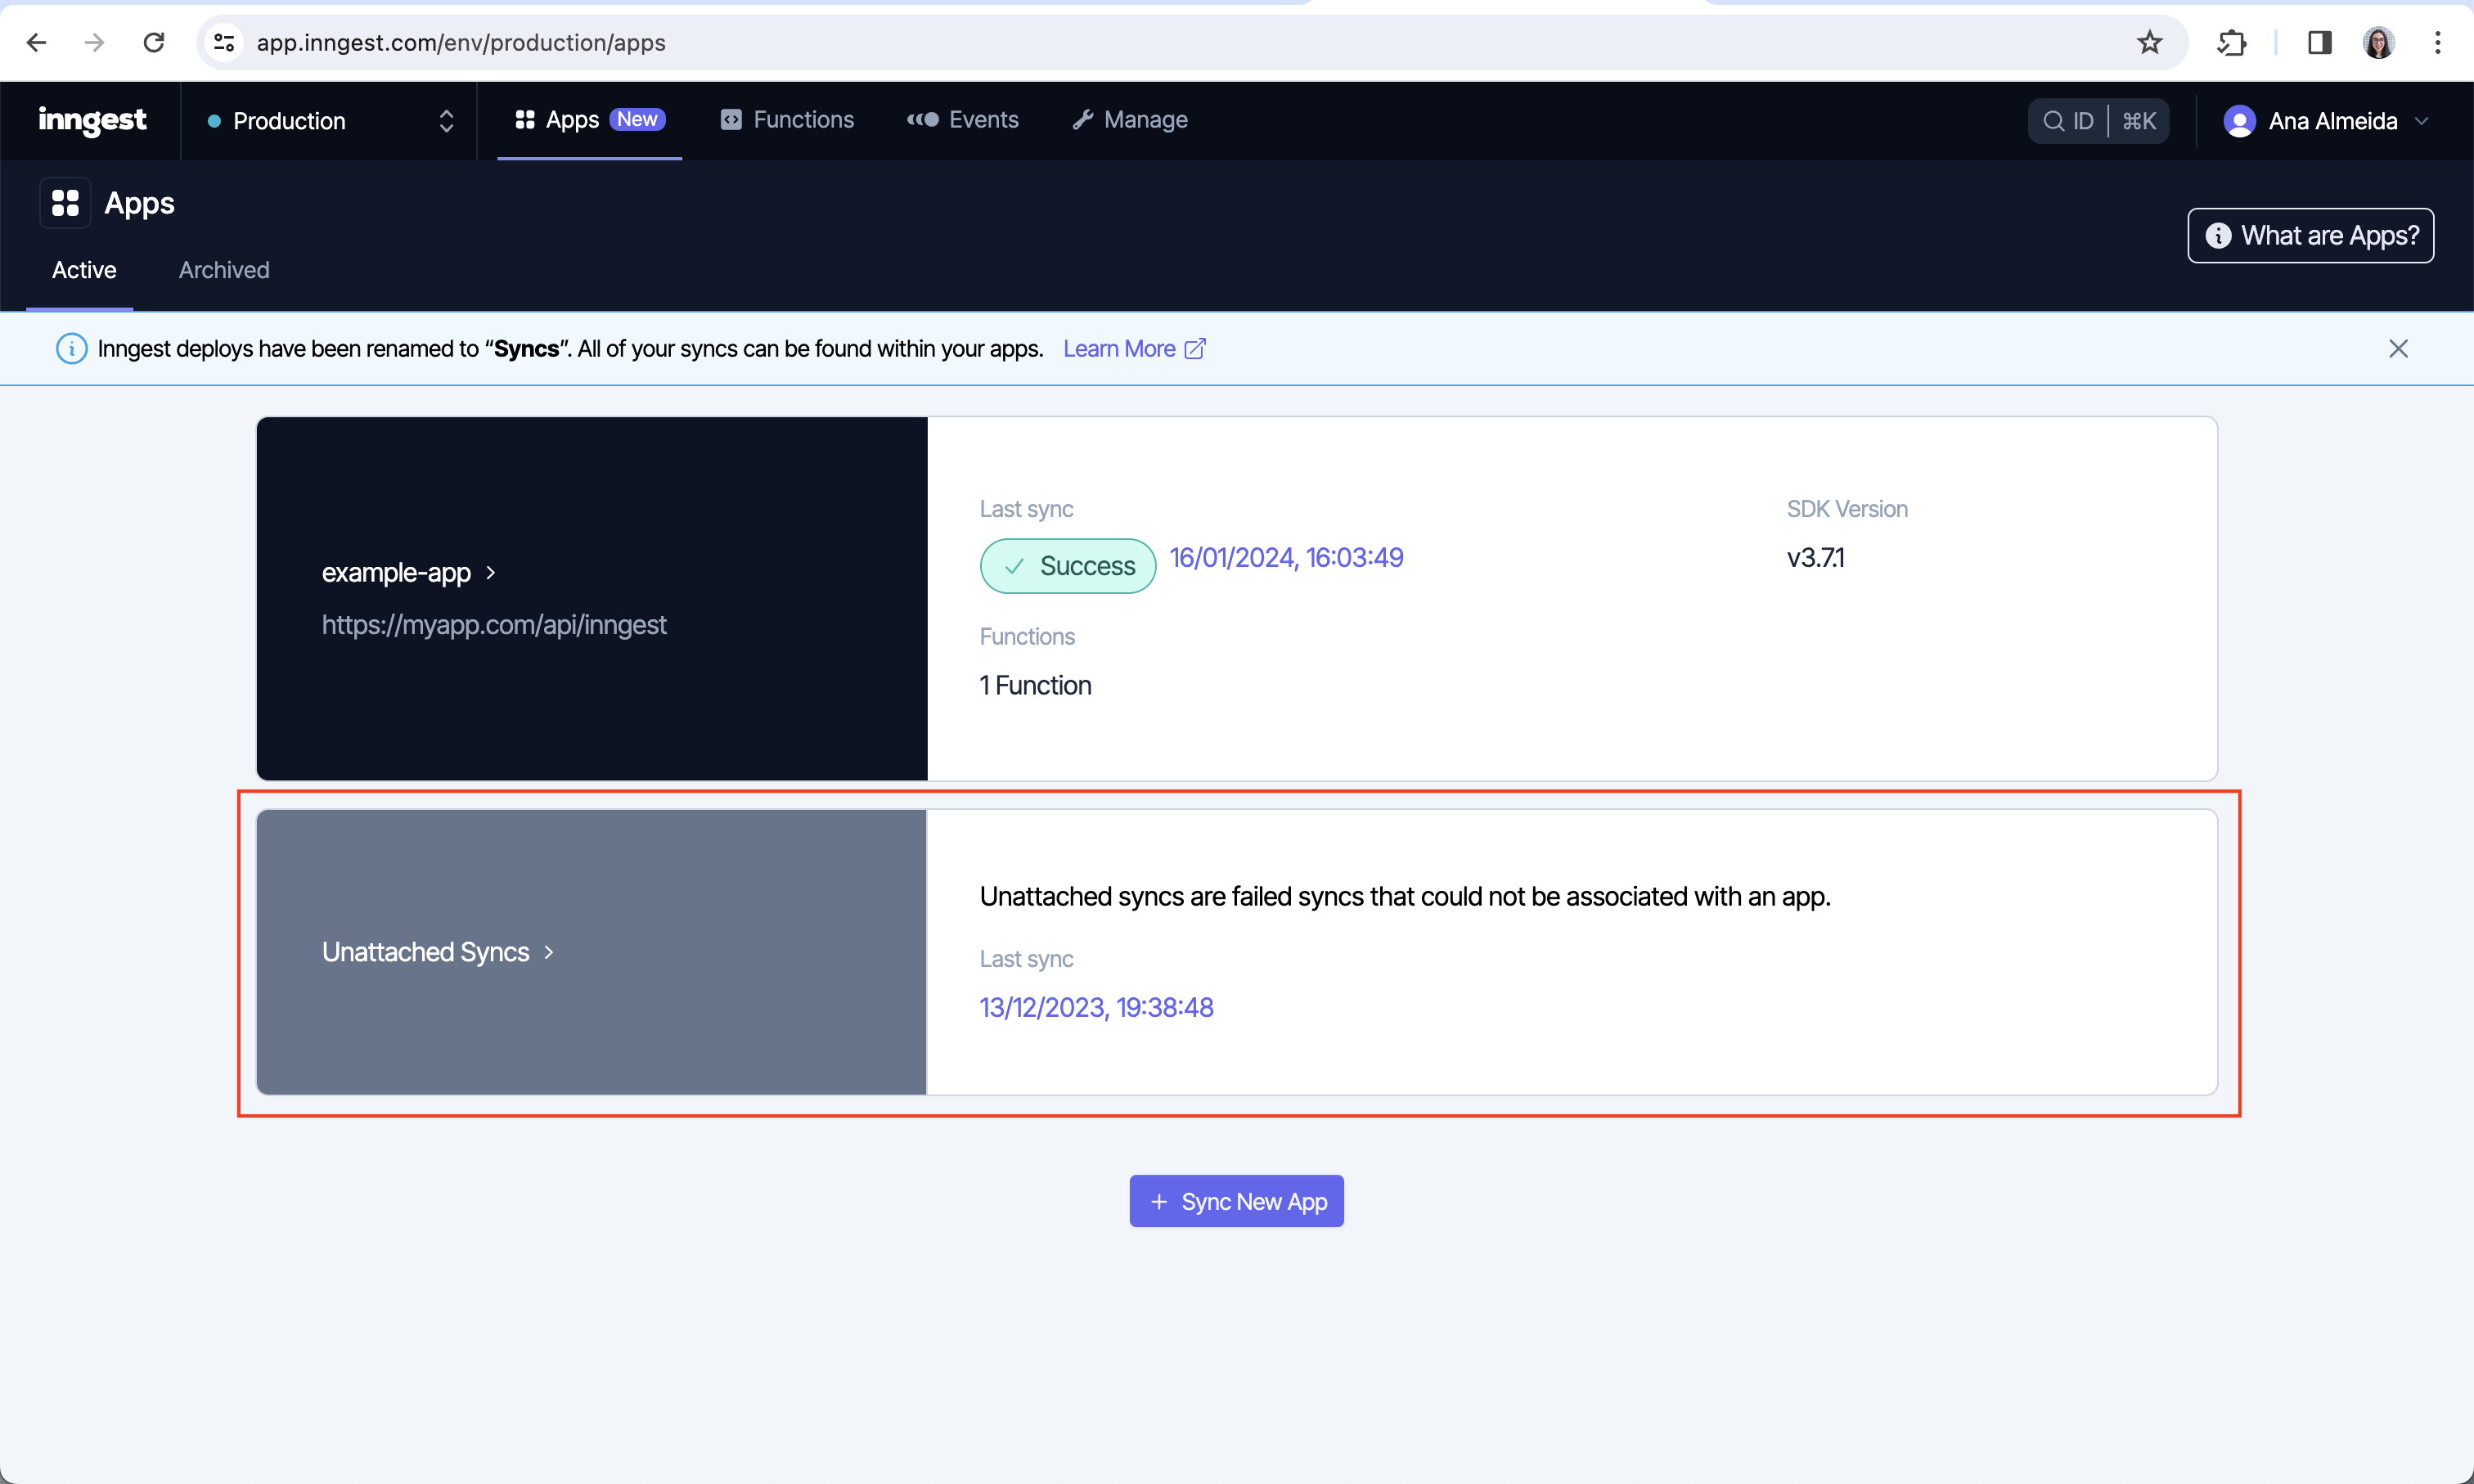 app.inngest.com/env/production/apps
inngest
Production
Apps New
Functions
Events
Manage
ID ⌘K
Ana Almeida
Apps
What are Apps?
Active Archived
Inngest deploys have been renamed to “Syncs”. All of your syncs can be found within your apps. Learn More
example-app
https://myapp.com/api/inngest
Last sync
Success 16/01/2024, 16:03:49
SDK Version
v3.7.1
Functions
1 Function
Unattached Syncs
Unattached syncs are failed syncs that could not be associated with an app.
Last sync
13/12/2023, 19:38:48
+ Sync New App